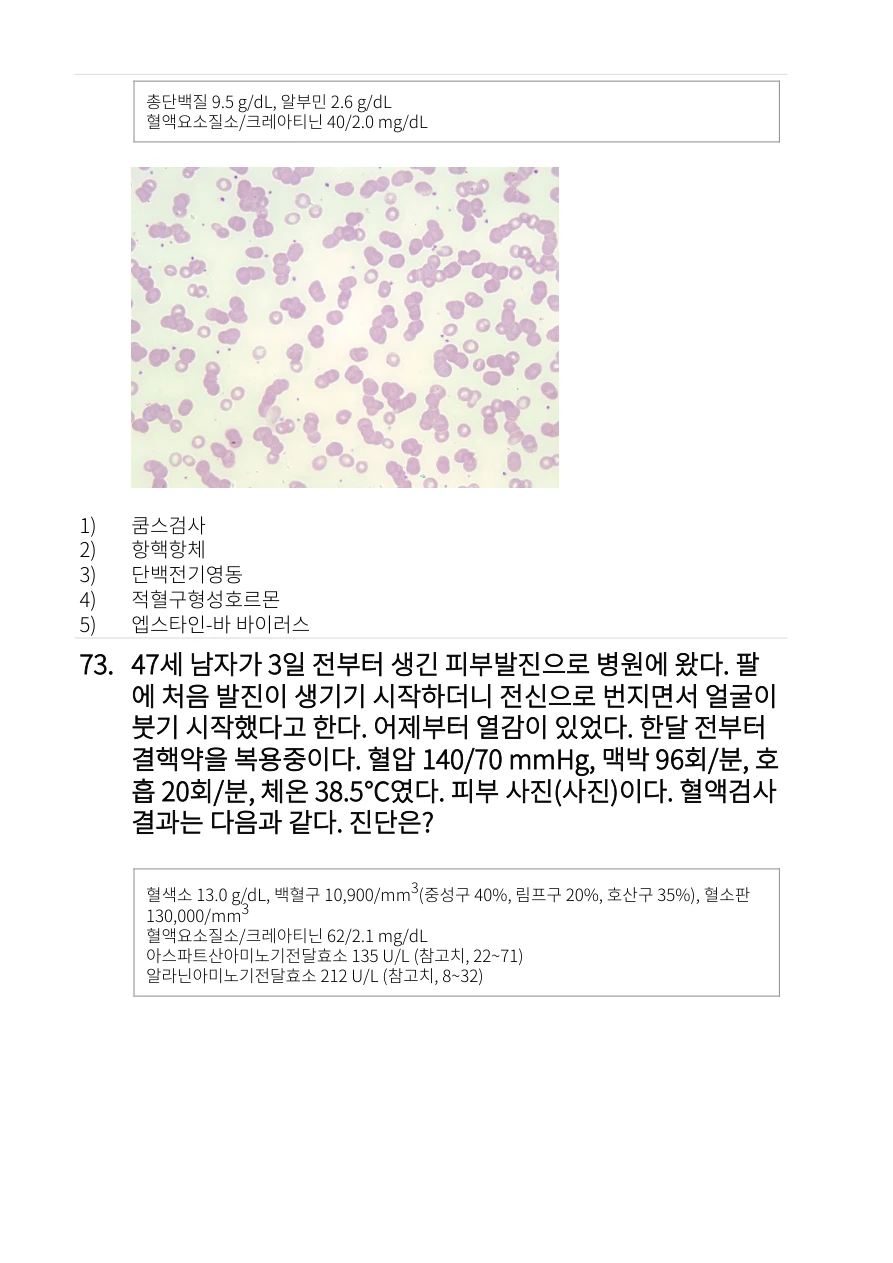 총단백질 9.5 g/dL, 알부민 2.6 g/dL
혈액요소질소/크레아티닌 40/2.0 mg/dL
1) 쿰스검사
2) 항핵항체
3) 단백전기영동
4) 적혈구형성호르몬
5) 엡스타인-바 바이러스
73. 47세 남자가 3일 전부터 생긴 피부발진으로 병원에 왔다. 팔
에 처음 발진이 생기기 시작하더니 전신으로 번지면서 얼굴이
붓기 시작했다고 한다. 어제부터 열감이 있었다. 한달 전부터
결핵약을 복용중이다. 혈압 140/70 mmHg, 맥박 96회/분, 호
흡 20회/분, 체온 38.5℃였다. 피부 사진(사진)이다. 혈액검사
결과는 다음과 같다. 진단은?
혈색소 13.0 g/dL, 백혈구 10,900/mm³(중성구 40%, 림프구 20%, 호산구 35%), 혈소판
130,000/mm³
혈액요소질소/크레아티닌 62/2.1 mg/dL
아스파트산아미노기전달효소 135 U/L (참고치, 22~71)
알라닌아미노기전달효소 212 U/L (참고치, 8~32)